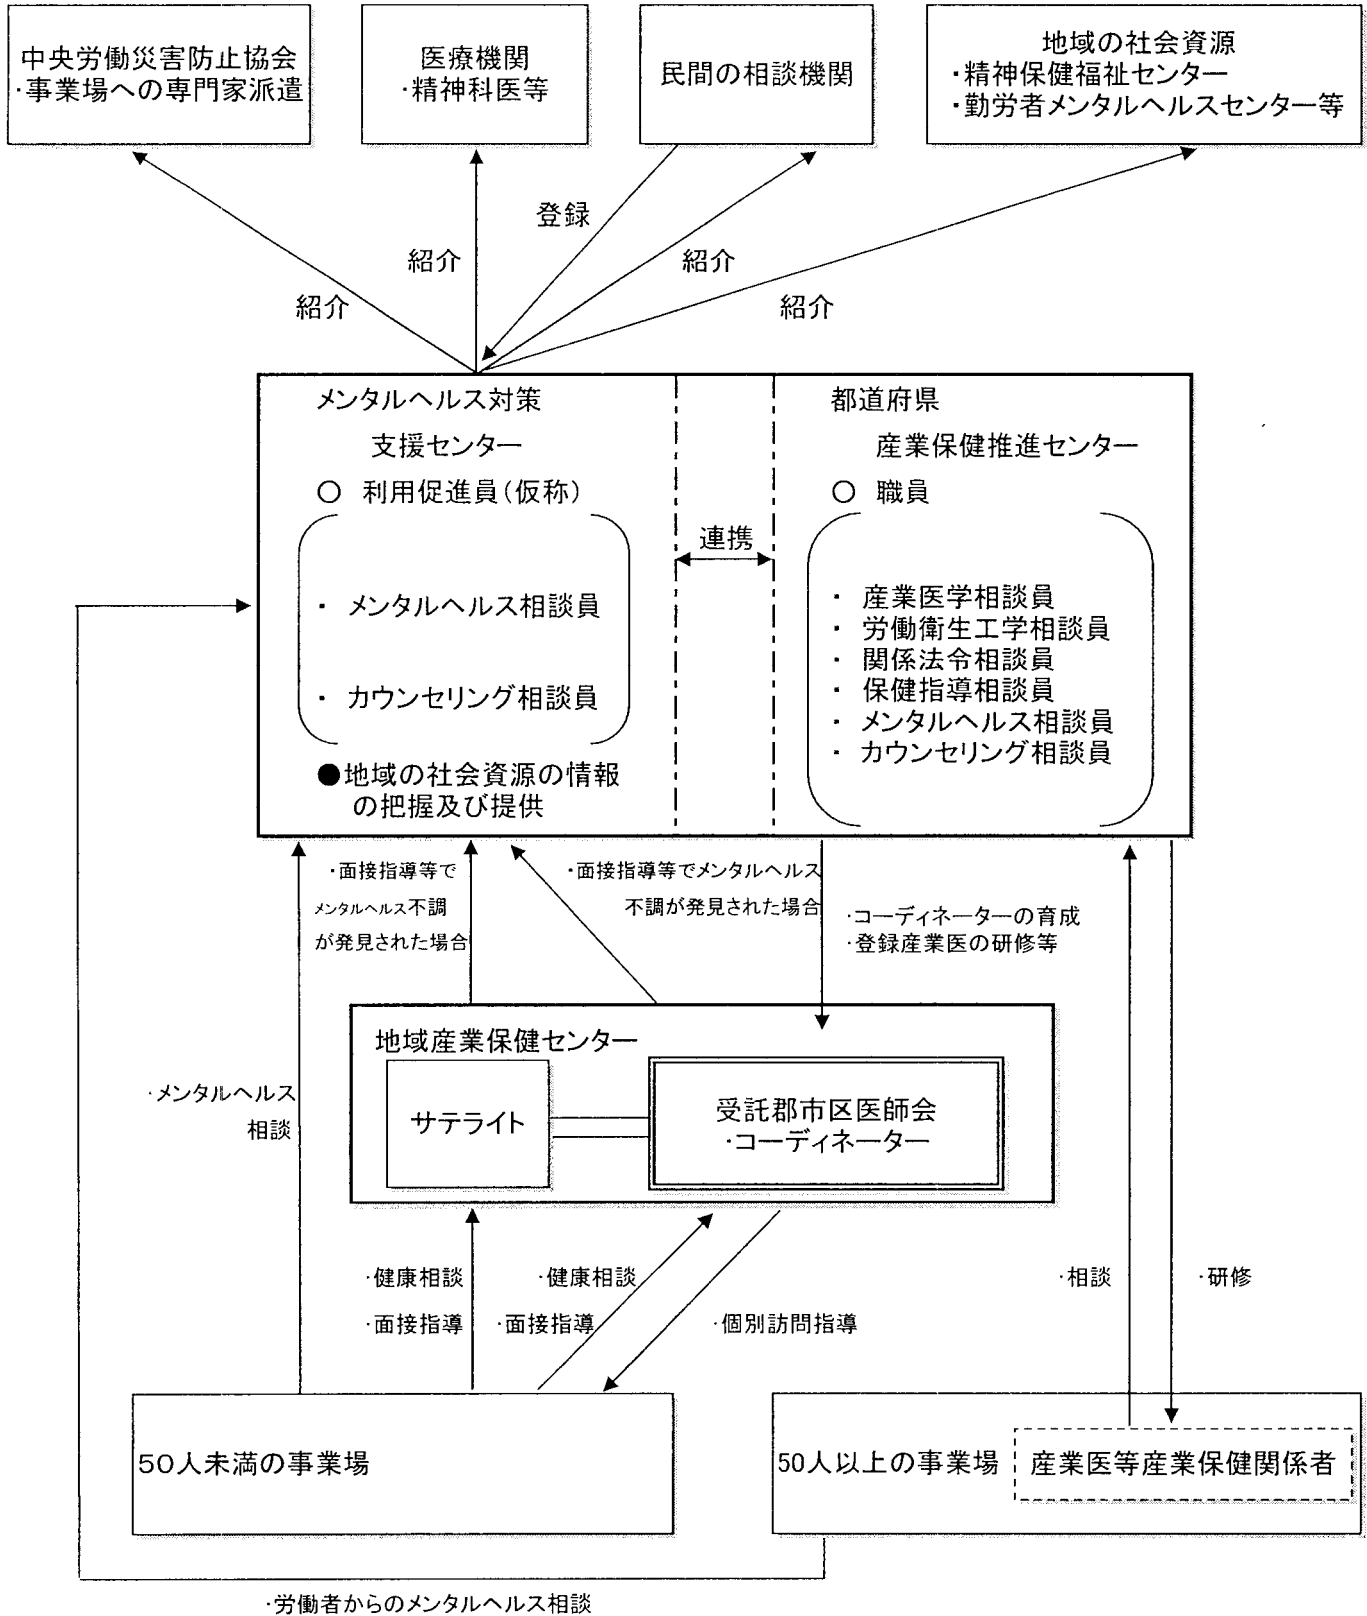 中央労働災害防止協会
・事業場への専門家派遣
医療機関
・精神科医等
民間の相談機関
地域の社会資源
・精神保健福祉センター
・勤労者メンタルヘルスセンター等
登録
紹介
紹介
紹介
紹介
メンタルヘルス対策
支援センター
○ 利用促進員(仮称)
・ メンタルヘルス相談員
・ カウンセリング相談員
●地域の社会資源の情報
の把握及び提供
連携
都道府県
産業保健推進センター
○ 職員
・ 産業医学相談員
・ 労働衛生工学相談員
・ 関係法令相談員
・ 保健指導相談員
・ メンタルヘルス相談員
・ カウンセリング相談員
・面接指導等で
メンタルヘルス不調
が発見された場合
・面接指導等でメンタルヘルス
不調が発見された場合
・コーディネーターの育成
・登録産業医の研修等
地域産業保健センター
サテライト
受託郡市区医師会
・コーディネーター
・メンタルヘルス
相談
・健康相談
・面接指導
・健康相談
・面接指導
・個別訪問指導
・相談
・研修
50人未満の事業場
50人以上の事業場
産業医等産業保健関係者
・労働者からのメンタルヘルス相談